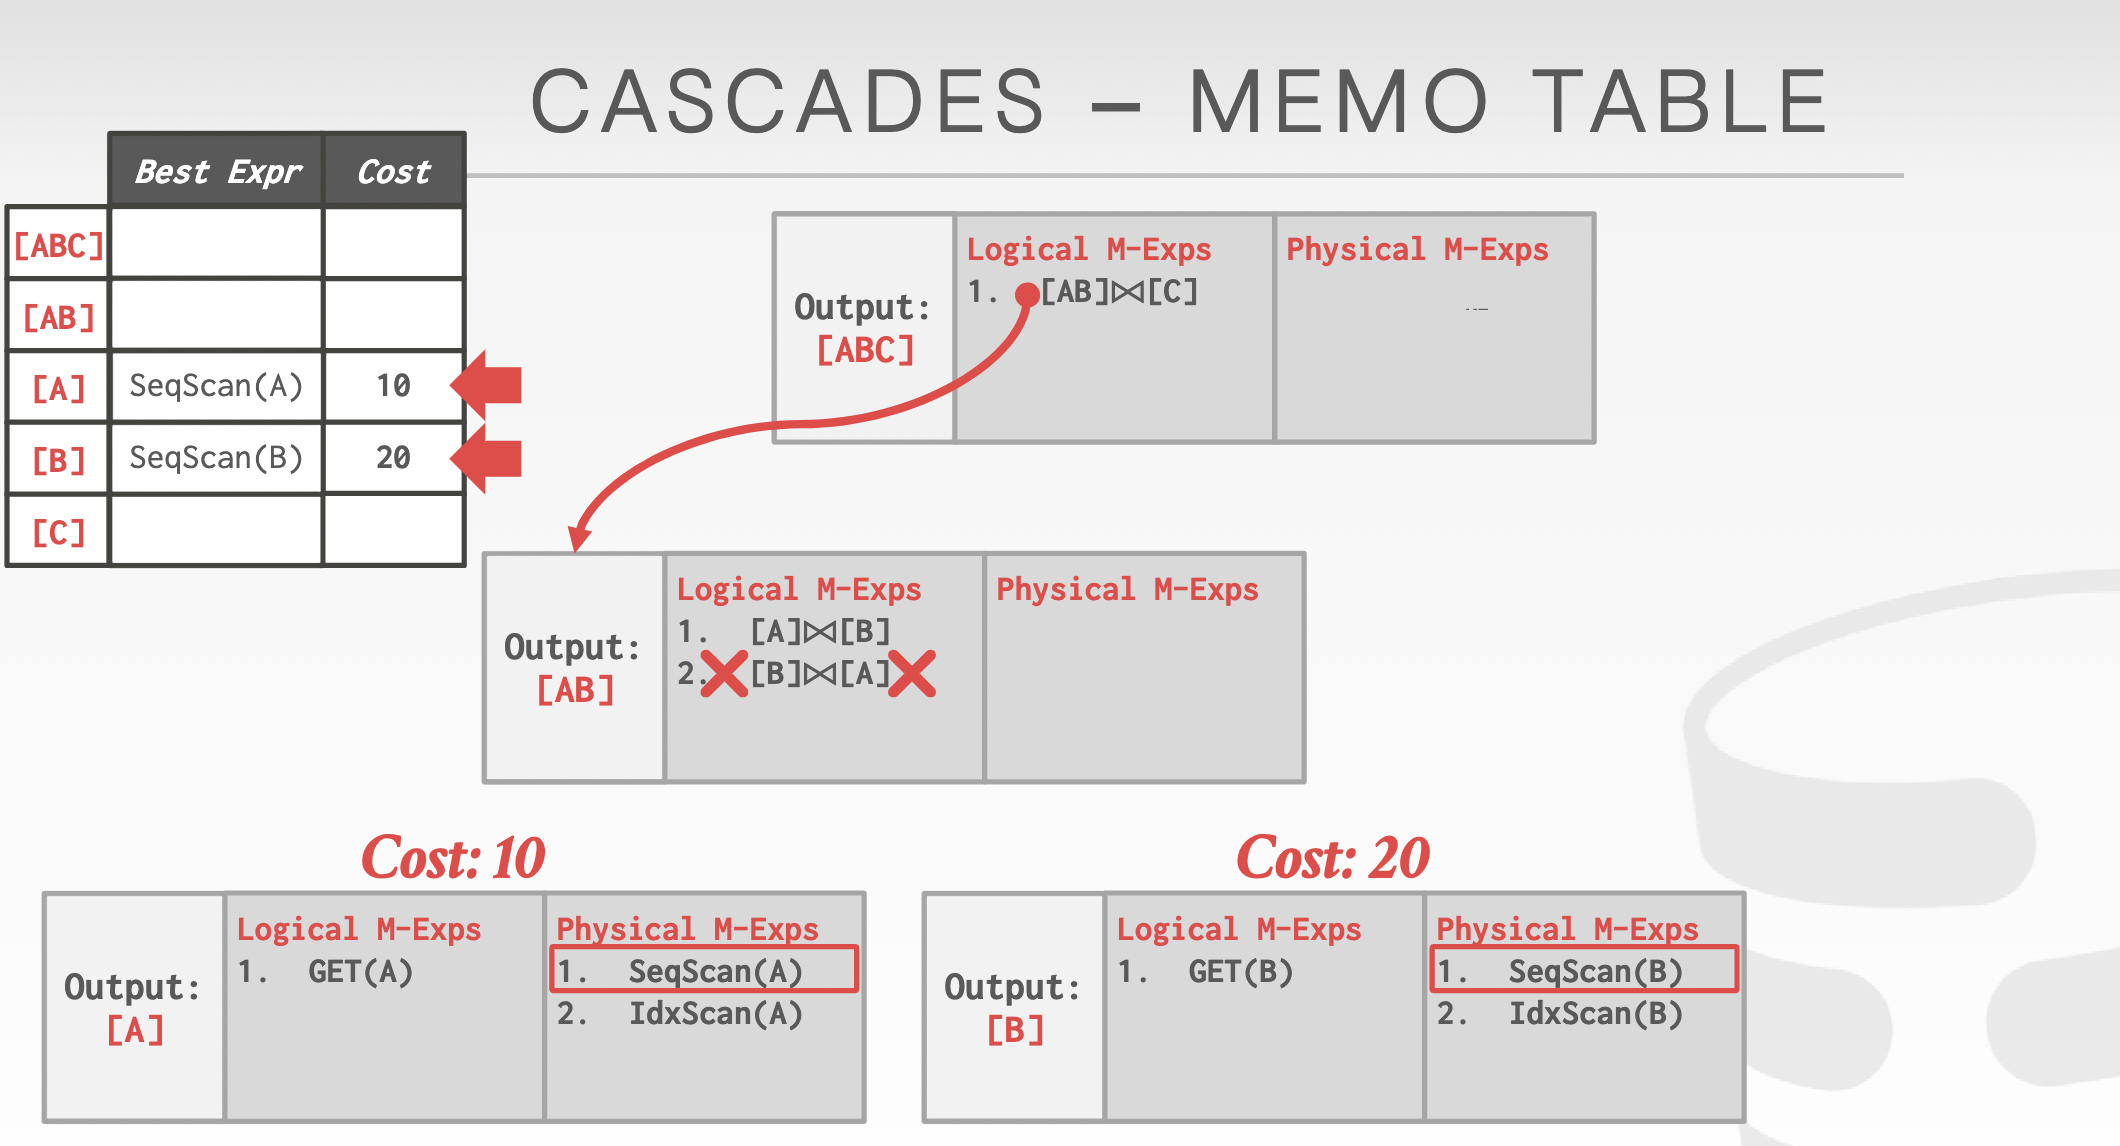 CASCADES – MEMO TABLE
Best Expr Cost
[ABC]
[AB]
[A] SeqScan(A) 10
[B] SeqScan(B) 20
[C]
Output:
[ABC]
Logical M-Exps
1. [AB]⋈[C]
Physical M-Exps
Output:
[AB]
Logical M-Exps
1. [A]⋈[B]
2. [B]⋈[A]
Physical M-Exps
Cost: 10
Output:
[A]
Logical M-Exps
1. GET(A)
Physical M-Exps
1. SeqScan(A)
2. IdxScan(A)
Cost: 20
Output:
[B]
Logical M-Exps
1. GET(B)
Physical M-Exps
1. SeqScan(B)
2. IdxScan(B)